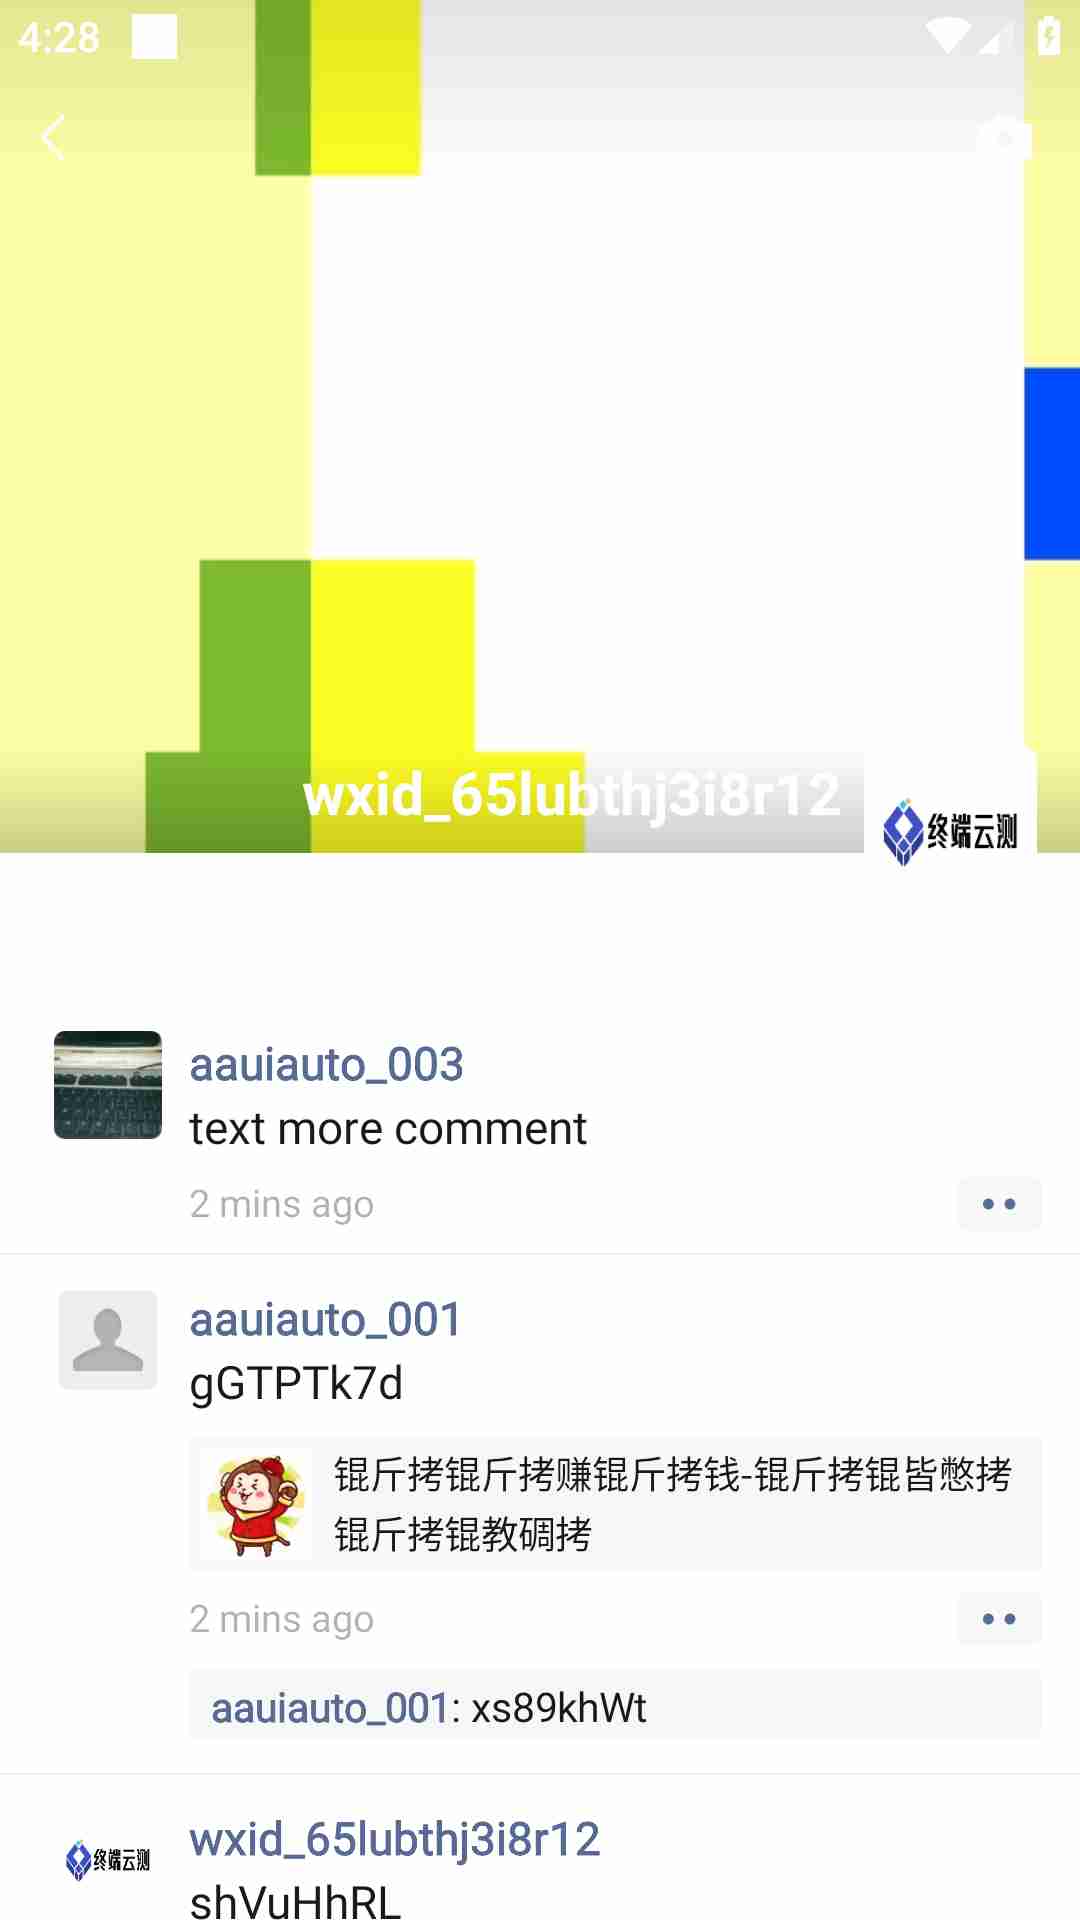 4:28
wxid_65lubthj3i8r12
终端云测
aauiauto_003
text more comment
2 mins ago
aauiauto_001
gGTPTk7d
锟斤拷锟斤拷赚锟斤拷钱-锟斤拷锟皆憋拷
锟斤拷锟教碉拷
2 mins ago
aauiauto_001: xs89khWt
wxid_65lubthj3i8r12
终端云测
shVuHhRL